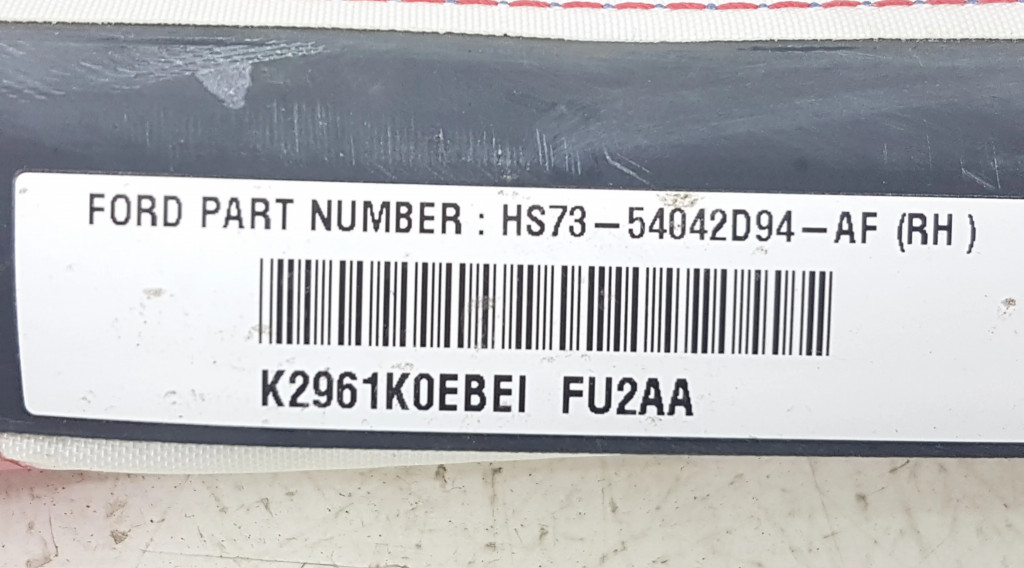 FORD PART NUMBER : HS73-54042D94-AF (RH )
K2961K0EBEI FU2AA